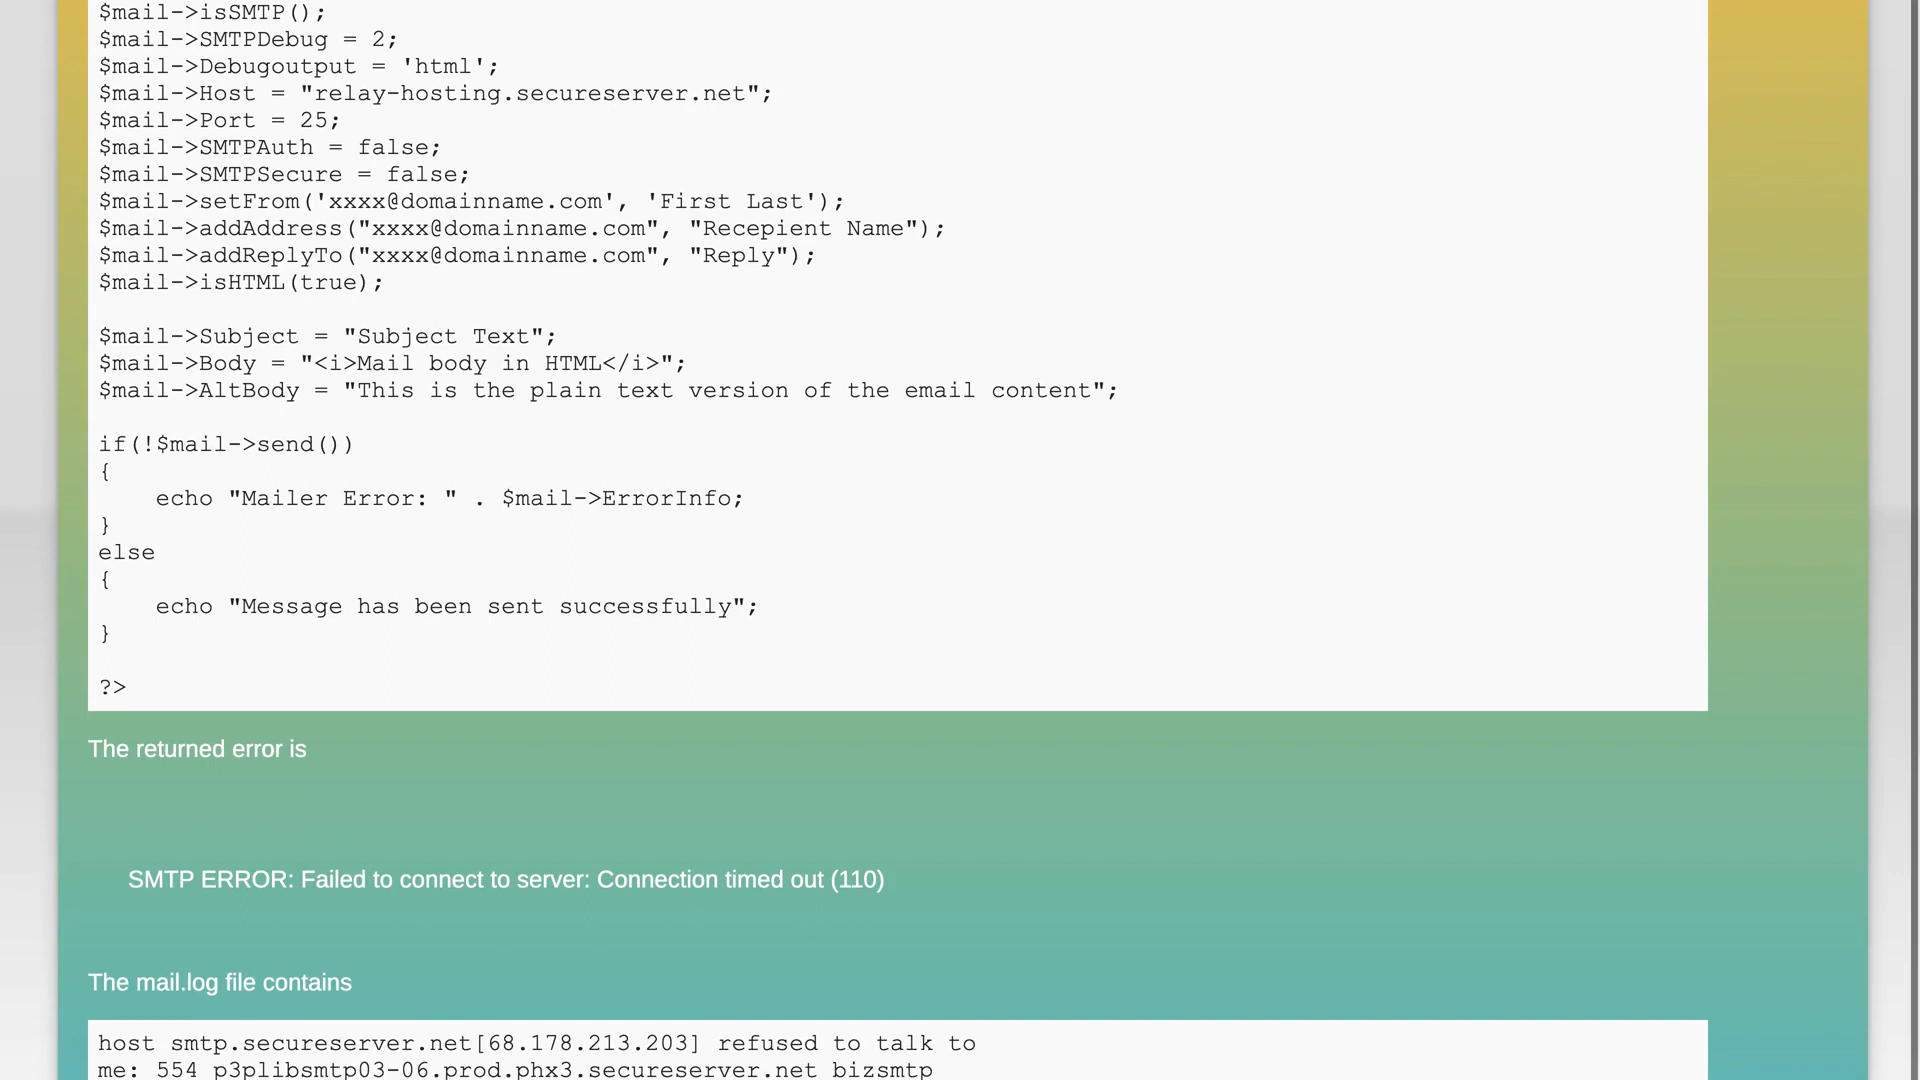 $mail->isSMTP();
$mail->SMTPDebug = 2;
$mail->Debugoutput = 'html';
$mail->Host = "relay-hosting.secureserver.net";
$mail->Port = 25;
$mail->SMTPAuth = false;
$mail->SMTPSecure = false;
$mail->setFrom('xxxx@domainname.com', 'First Last');
$mail->addAddress("xxxx@domainname.com", "Recepient Name");
$mail->addReplyTo("xxxx@domainname.com", "Reply");
$mail->isHTML(true);

$mail->Subject = "Subject Text";
$mail->Body = "<i>Mail body in HTML</i>";
$mail->AltBody = "This is the plain text version of the email content";

if(!$mail->send())
{
    echo "Mailer Error: " . $mail->ErrorInfo;
}
else
{
    echo "Message has been sent successfully";
}

?>
The returned error is
SMTP ERROR: Failed to connect to server: Connection timed out (110)
The mail.log file contains
host smtp.secureserver.net[68.178.213.203] refused to talk to
me: 554 p3plibsmtp03-06.prod.phx3.secureserver.net bizsmtp